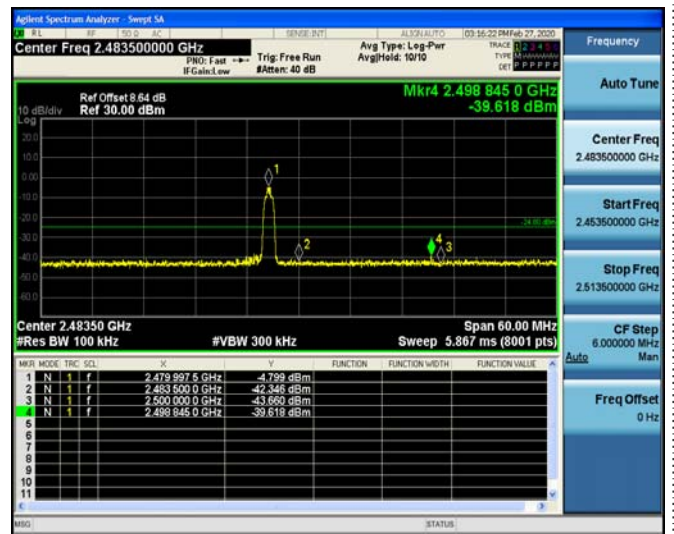 Agilent Spectrum Analyzer - Swept SA
RL RF 50 Ω AC SENSE:INT ALIGN AUTO 03:16:22 PM Feb 27, 2020
Center Freq 2.483500000 GHz
PNO: Fast
IFGain:Low
Trig: Free Run
#Atten: 40 dB
Avg Type: Log-Pwr
Avg|Hold: 10/10
TRACE 1 2 3 4 5 6
TYPE
DET P P P P P P
Frequency
Auto Tune
Center Freq
2.483500000 GHz
Start Freq
2.453500000 GHz
Stop Freq
2.513500000 GHz
CF Step
6.000000 MHz
Auto Man
Freq Offset
0 Hz
Mkr4 2.498 845 0 GHz
-39.618 dBm
Ref Offset 8.64 dB
10 dB/div Ref 30.00 dBm
Log
20.0
10.0
0.00
-10.0
-20.0
-30.0
-40.0
-50.0
-60.0
1
2
3
4
Center 2.48350 GHz Span 60.00 MHz
#Res BW 100 kHz #VBW 300 kHz Sweep 5.867 ms (8001 pts)
MKR MODE TRC SCL X Y FUNCTION FUNCTION WIDTH FUNCTION VALUE
1 N 1 f 2.479 997 5 GHz -4.799 dBm
2 N 1 f 2.483 500 0 GHz -42.346 dBm
3 N 1 f 2.500 000 0 GHz -43.660 dBm
4 N 1 f 2.498 845 0 GHz -39.618 dBm
5
6
7
8
9
10
11
MSG STATUS